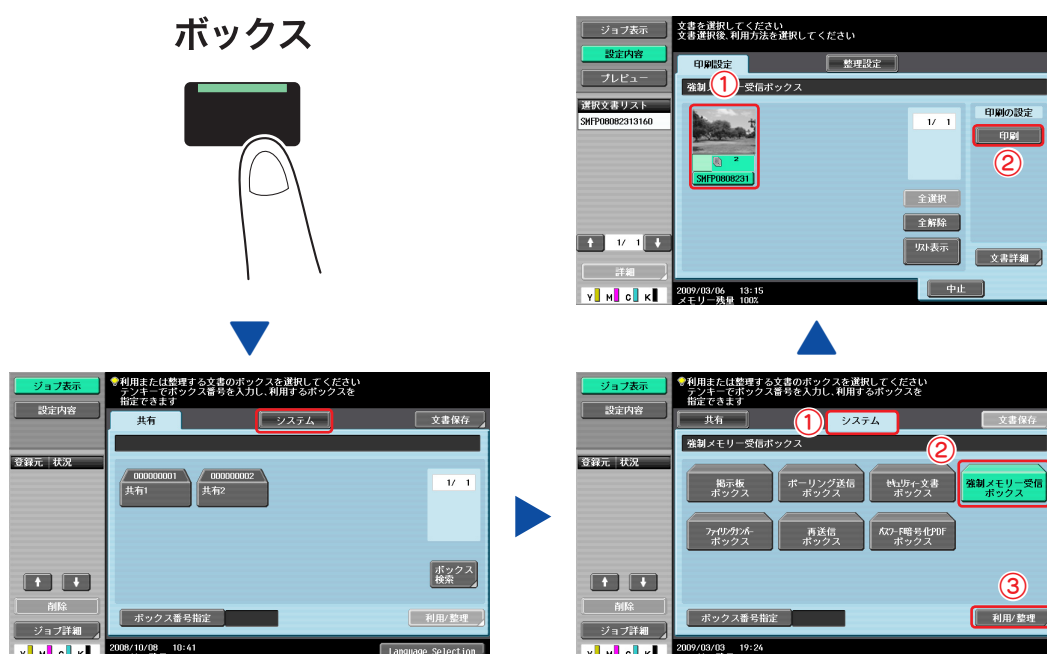 ボックス
ジョブ表示
設定内容
登録元 状況
削除
ジョブ詳細
Y M C K
利用または整理する文書のボックスを選択してください
テンキーでボックス番号を入力し、利用するボックスを
指定できます
共有
システム
文書保存
000000001
共有1
000000002
共有2
1/ 1
ボックス
検索
ボックス番号指定
利用/整理
2008/10/08 10:41
Language Selection
ジョブ表示
設定内容
登録元 状況
削除
ジョブ詳細
Y M C K
利用または整理する文書のボックスを選択してください
テンキーでボックス番号を入力し、利用するボックスを
指定できます
共有
① システム
文書保存
強制メモリー受信ボックス
②
掲示板
ボックス
ポーリング送信
ボックス
セキュリティー文書
ボックス
強制メモリー受信
ボックス
ファイリングナンバー
ボックス
再送信
ボックス
パスワード暗号化PDF
ボックス
③
ボックス番号指定
利用/整理
2009/03/03 19:24
ジョブ表示
設定内容
プレビュー
選択文書リスト
SMFP08082313160
1/ 1
詳細
Y M C K
文書を選択してください
文書選択後、利用方法を選択してください
印刷設定
整理設定
①
強制 ー受信ボックス
2
SMFP0808231
1/ 1
全選択
全解除
リスト表示
印刷の設定
印刷
②
文書詳細
中止
2009/03/06 13:15
メモリー残量 100%